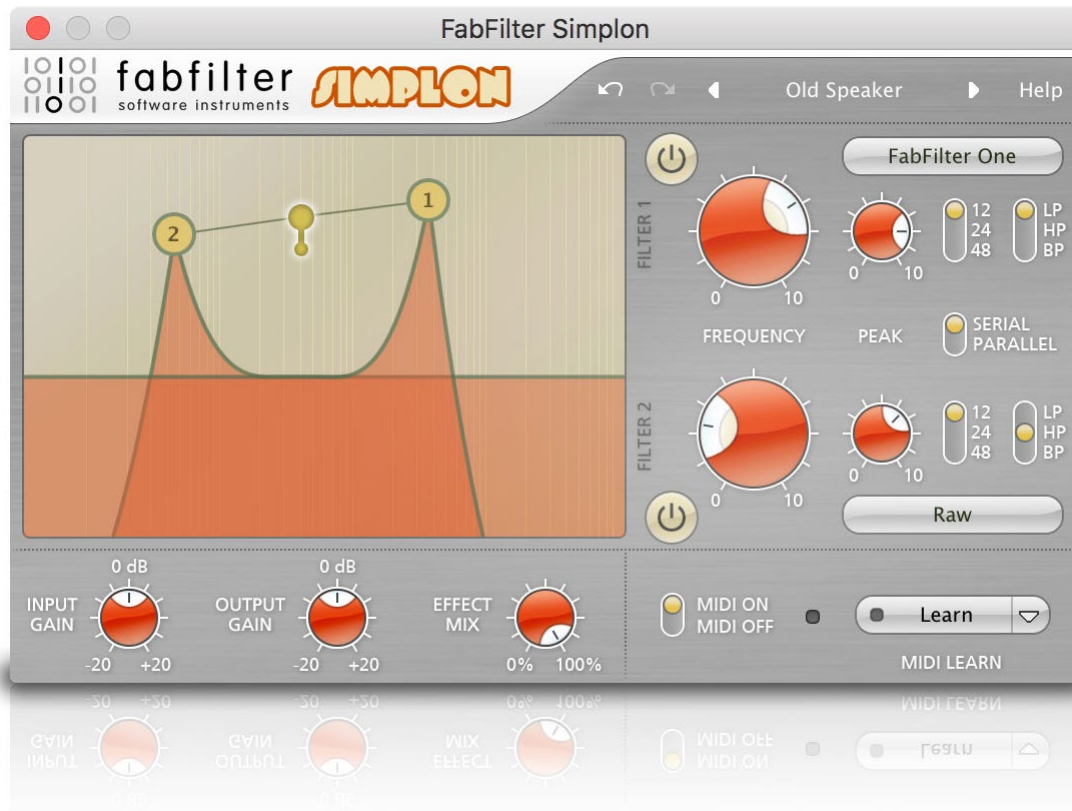 FabFilter Simplon
fabfilter
software instruments
SIMPLON
Old Speaker
Help
2
1
FILTER 1
0 10
FREQUENCY
FabFilter One
0 10
PEAK
12
24
48
LP
HP
BP
SERIAL
PARALLEL
FILTER 2
0 10
0 10
12
24
48
LP
HP
BP
Raw
INPUT
GAIN
0 dB
-20 +20
OUTPUT
GAIN
0 dB
-20 +20
EFFECT
MIX
0% 100%
MIDI ON
MIDI OFF
Learn
MIDI LEARN